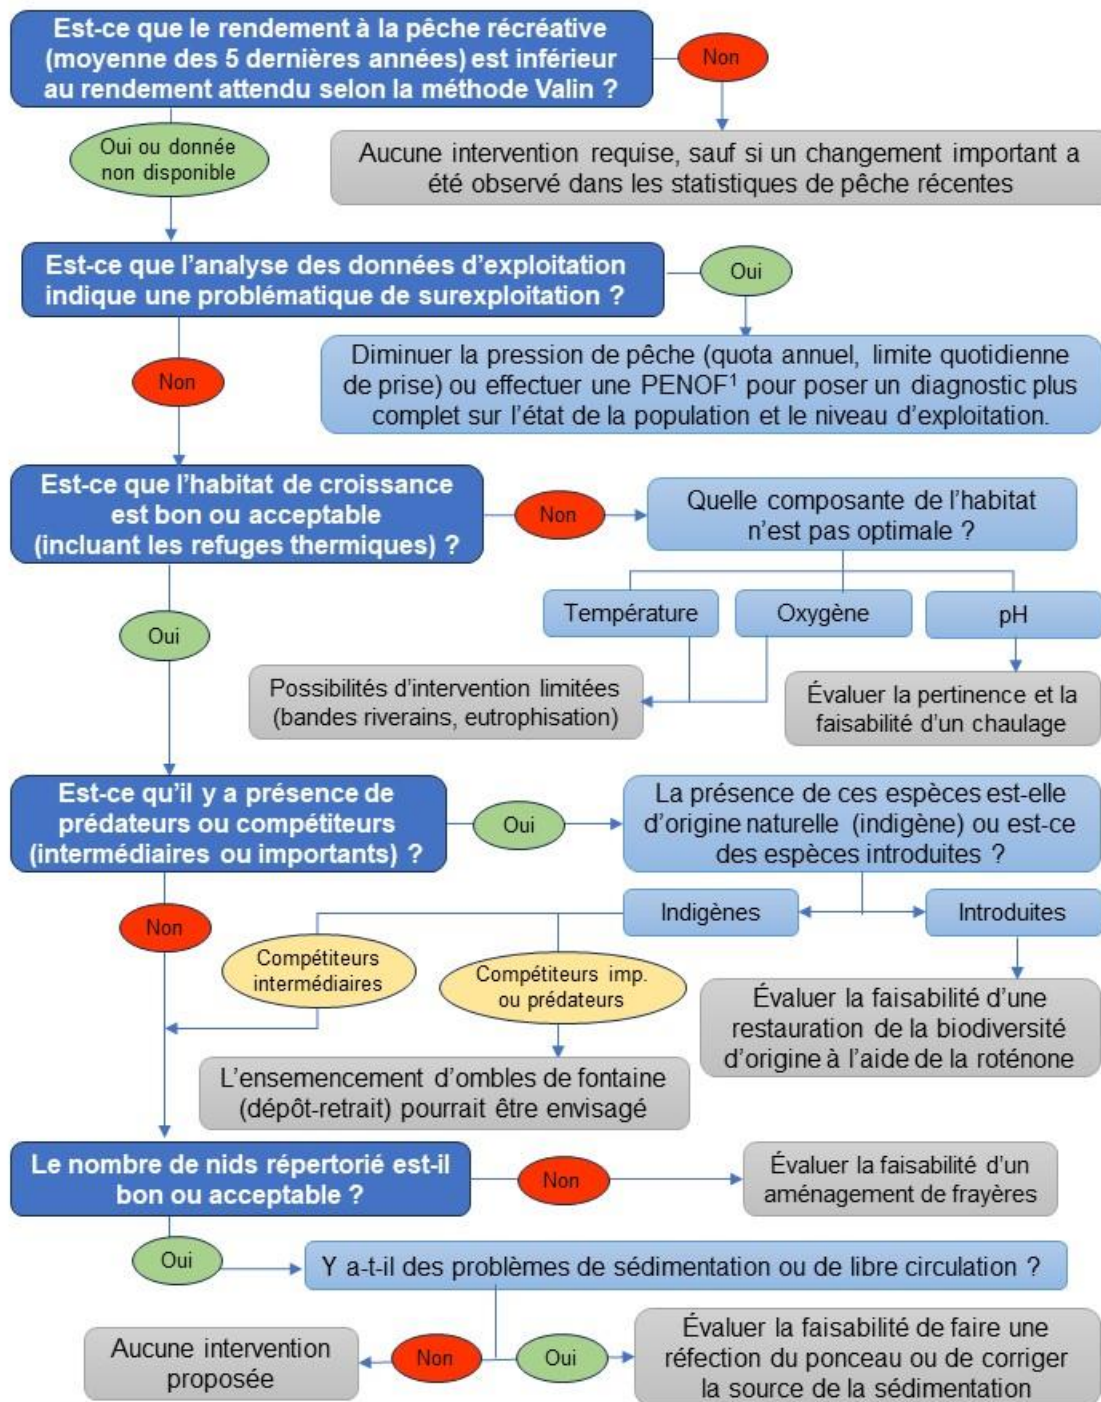 Est-ce que le rendement à la pêche récréative
(moyenne des 5 dernières années) est inférieur
au rendement attendu selon la méthode Valin ?
Non
Oui ou donnée
non disponible
Aucune intervention requise, sauf si un changement important a
été observé dans les statistiques de pêche récentes
Est-ce que l'analyse des données d'exploitation
indique une problématique de surexploitation ?
Oui
Non
Diminuer la pression de pêche (quota annuel, limite quotidienne
de prise) ou effectuer une PENOF¹ pour poser un diagnostic plus
complet sur l'état de la population et le niveau d'exploitation.
Est-ce que l'habitat de croissance
est bon ou acceptable
(incluant les refuges thermiques) ?
Non
Quelle composante de l'habitat
n'est pas optimale ?
Température
Oxygène
pH
Oui
Possibilités d'intervention limitées
(bandes riverains, eutrophisation)
Évaluer la pertinence et la
faisabilité d'un chaulage
Est-ce qu'il y a présence de
prédateurs ou compétiteurs
(intermédiaires ou importants) ?
Oui
La présence de ces espèces est-elle
d'origine naturelle (indigène) ou est-ce
des espèces introduites ?
Non
Indigènes
Introduites
Compétiteurs
intermédiaires
Compétiteurs imp.
ou prédateurs
Évaluer la faisabilité d'une
restauration de la biodiversité
d'origine à l'aide de la roténone
L'ensemencement d'ombles de fontaine
(dépôt-retrait) pourrait être envisagé
Le nombre de nids répertorié est-il
bon ou acceptable ?
Non
Évaluer la faisabilité d'un
aménagement de frayères
Oui
Y a-t-il des problèmes de sédimentation ou de libre circulation ?
Aucune intervention
proposée
Non
Oui
Évaluer la faisabilité de faire une
réfection du ponceau ou de corriger
la source de la sédimentation